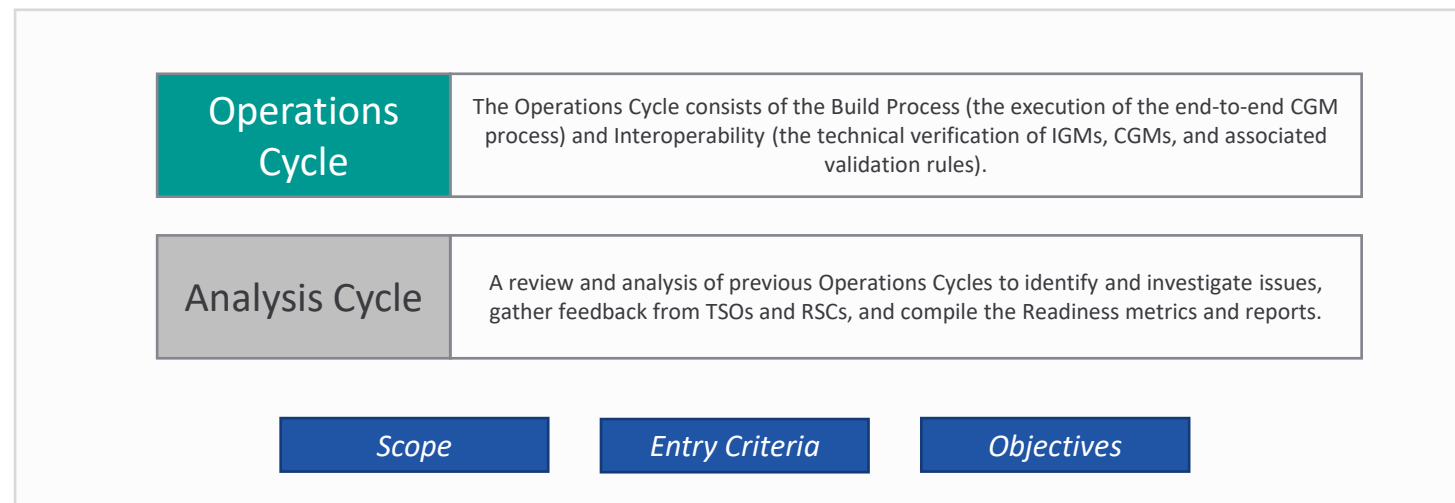 Operations
Cycle
The Operations Cycle consists of the Build Process (the execution of the end-to-end CGM
process) and Interoperability (the technical verification of IGMs, CGMs, and associated
validation rules).
Analysis Cycle
A review and analysis of previous Operations Cycles to identify and investigate issues,
gather feedback from TSOs and RSCs, and compile the Readiness metrics and reports.
Scope
Entry Criteria
Objectives